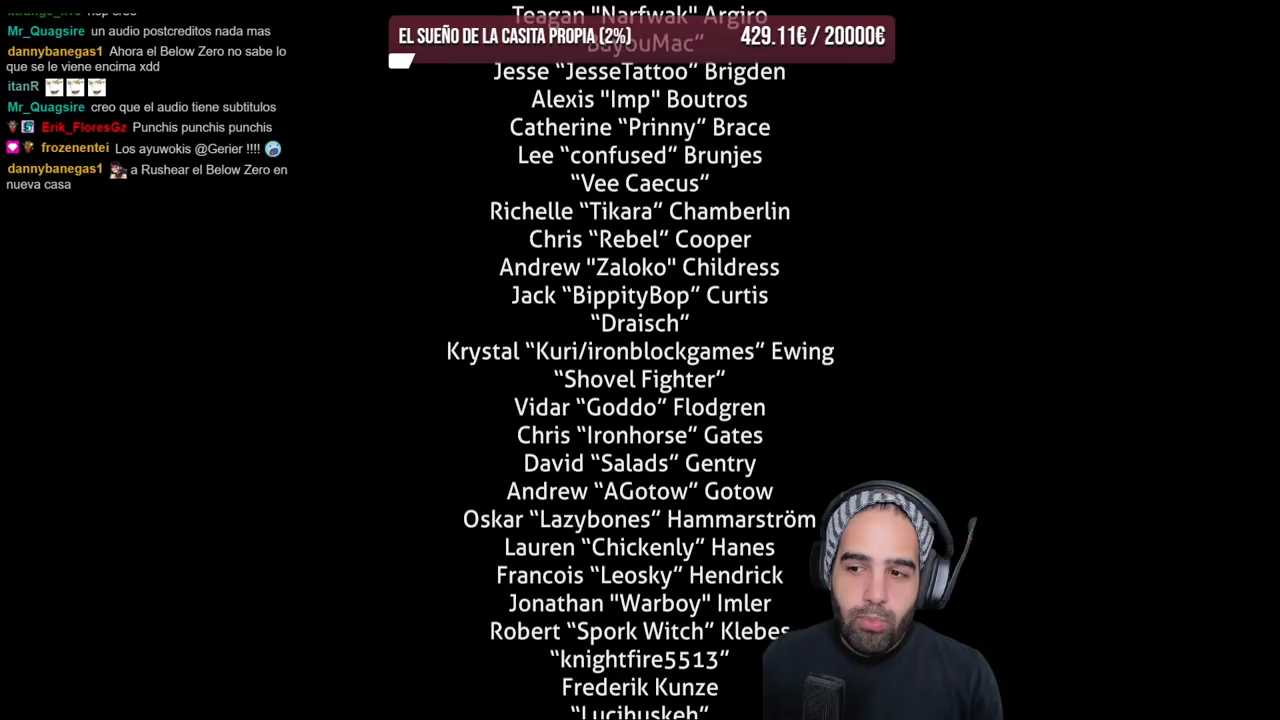 Mr_Quagsire un audio postcreditos nada mas
dannybanegas1 Ahora el Below Zero no sabe lo
que se le viene encima xdd
itanR
Mr_Quagsire creo que el audio tiene subtitulos
Erik_FloresGz Punchis punchis punchis
frozenentei Los ayuwokis @Gerier !!!!
dannybanegas1 a Rushear el Below Zero en
nueva casa
EL SUEÑO DE LA CASITA PROPIA (2%) 429.11€ / 20000€
Teagan "Narfwak" Argiro
BayouMac”
Jesse “JesseTattoo” Brigden
Alexis "Imp" Boutros
Catherine “Prinny” Brace
Lee “confused” Brunjes
“Vee Caecus”
Richelle “Tikara” Chamberlin
Chris “Rebel” Cooper
Andrew "Zaloko" Childress
Jack “BippityBop” Curtis
“Draisch”
Krystal “Kuri/ironblockgames” Ewing
“Shovel Fighter”
Vidar “Goddo” Flodgren
Chris “Ironhorse” Gates
David “Salads” Gentry
Andrew “AGotow” Gotow
Oskar “Lazybones” Hammarström
Lauren “Chickenly” Hanes
Francois “Leosky” Hendrick
Jonathan "Warboy" Imler
Robert “Spork Witch” Klebes
“knightfire5513”
Frederik Kunze
“Lucihuskeh”